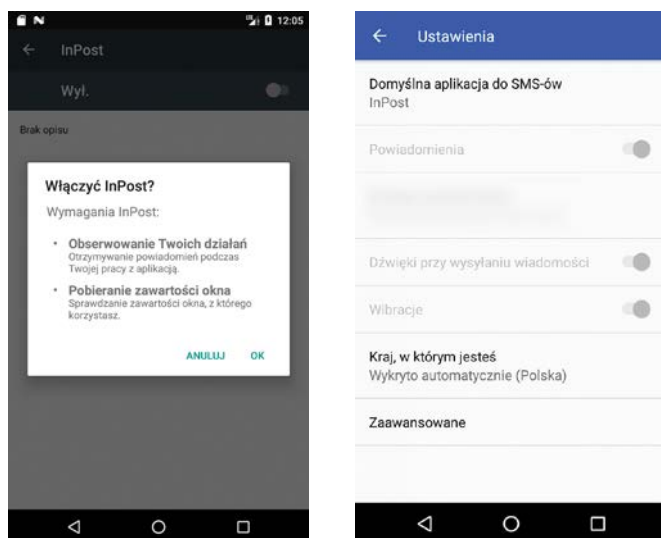 12:05
InPost
Wył.
Brak opisu
Włączyć InPost?
Wymagania InPost:
• Obserwowanie Twoich działań
Otrzymywanie powiadomień podczas
Twojej pracy z aplikacją.
• Pobieranie zawartości okna
Sprawdzanie zawartości okna, z którego
korzystasz.
ANULUJ OK
Ustawienia
Domyślna aplikacja do SMS-ów
InPost
Powiadomienia
Dźwięki przy wysyłaniu wiadomości
Wibracje
Kraj, w którym jesteś
Wykryto automatycznie (Polska)
Zaawansowane